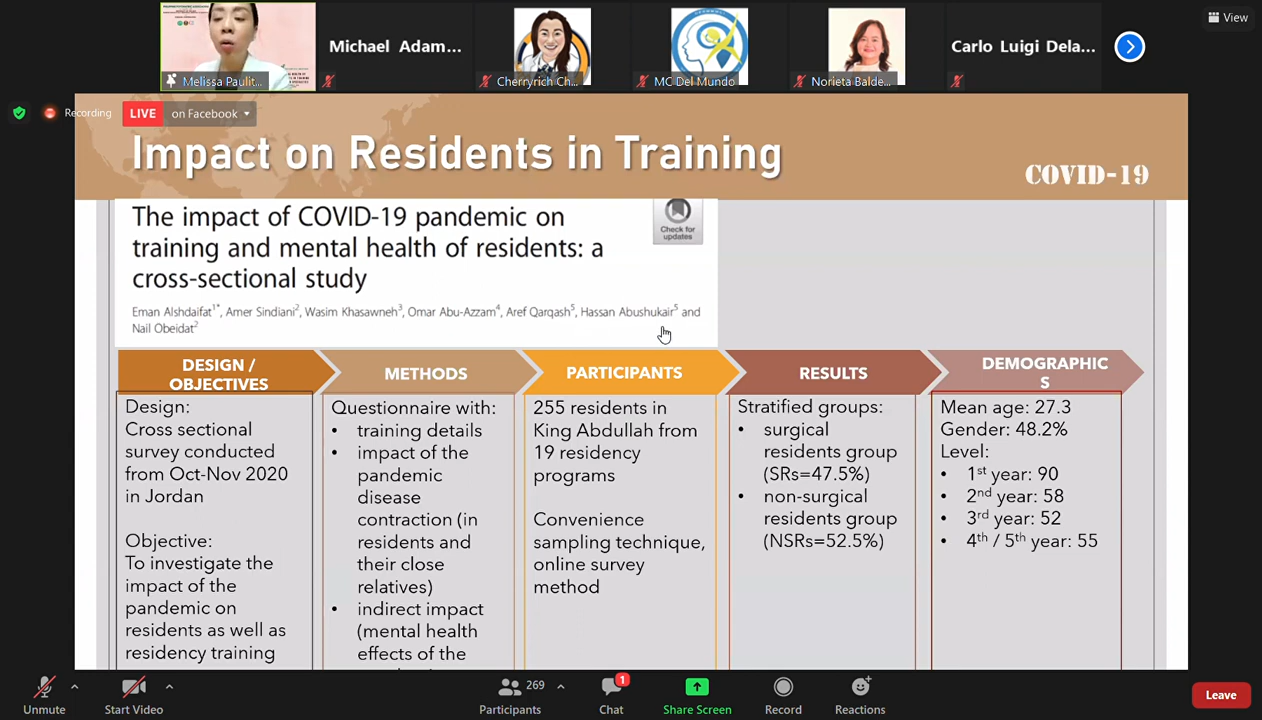 View
Michael Adam...
Carlo Luigi Dela...
Melissa Paulit...
Cherryrich Ch...
MC Del Mundo
Norieta Balde...
Recording
LIVE on Facebook
Impact on Residents in Training
COVID-19
The impact of COVID-19 pandemic on
training and mental health of residents: a
cross-sectional study
Check for
updates
Eman Alshdaifat1*, Amer Sindiani2, Wasim Khasawneh3, Omar Abu-Azzam4, Aref Qarqash5, Hassan Abushukair5 and
Nail Obeidat2
DESIGN /
OBJECTIVES
Design:
Cross sectional
survey conducted
from Oct-Nov 2020
in Jordan
Objective:
To investigate the
impact of the
pandemic on
residents as well as
residency training
METHODS
Questionnaire with:
• training details
• impact of the
pandemic
disease
contraction (in
residents and
their close
relatives)
• indirect impact
(mental health
effects of the
PARTICIPANTS
255 residents in
King Abdullah from
19 residency
programs
Convenience
sampling technique,
online survey
method
RESULTS
Stratified groups:
• surgical
residents group
(SRs=47.5%)
• non-surgical
residents group
(NSRs=52.5%)
DEMOGRAPHIC
S
Mean age: 27.3
Gender: 48.2%
Level:
• 1st year: 90
• 2nd year: 58
• 3rd year: 52
• 4th / 5th year: 55
Unmute
Start Video
269
Participants
1
Chat
Share Screen
Record
Reactions
Leave